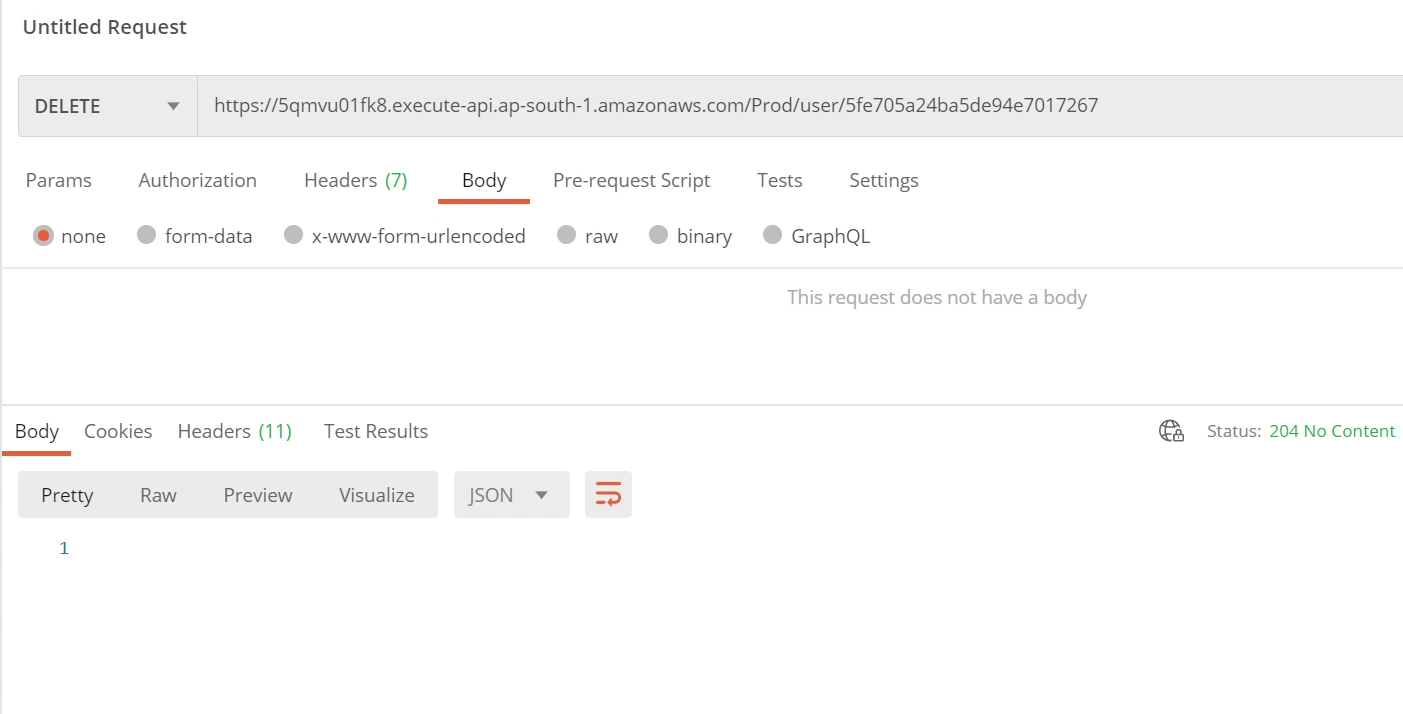 Untitled Request
DELETE https://5qmvu01fk8.execute-api.ap-south-1.amazonaws.com/Prod/user/5fe705a24ba5de94e7017267
Params Authorization Headers (7) Body Pre-request Script Tests Settings
none form-data x-www-form-urlencoded raw binary GraphQL
This request does not have a body
Body Cookies Headers (11) Test Results Status: 204 No Content
Pretty Raw Preview Visualize JSON
1